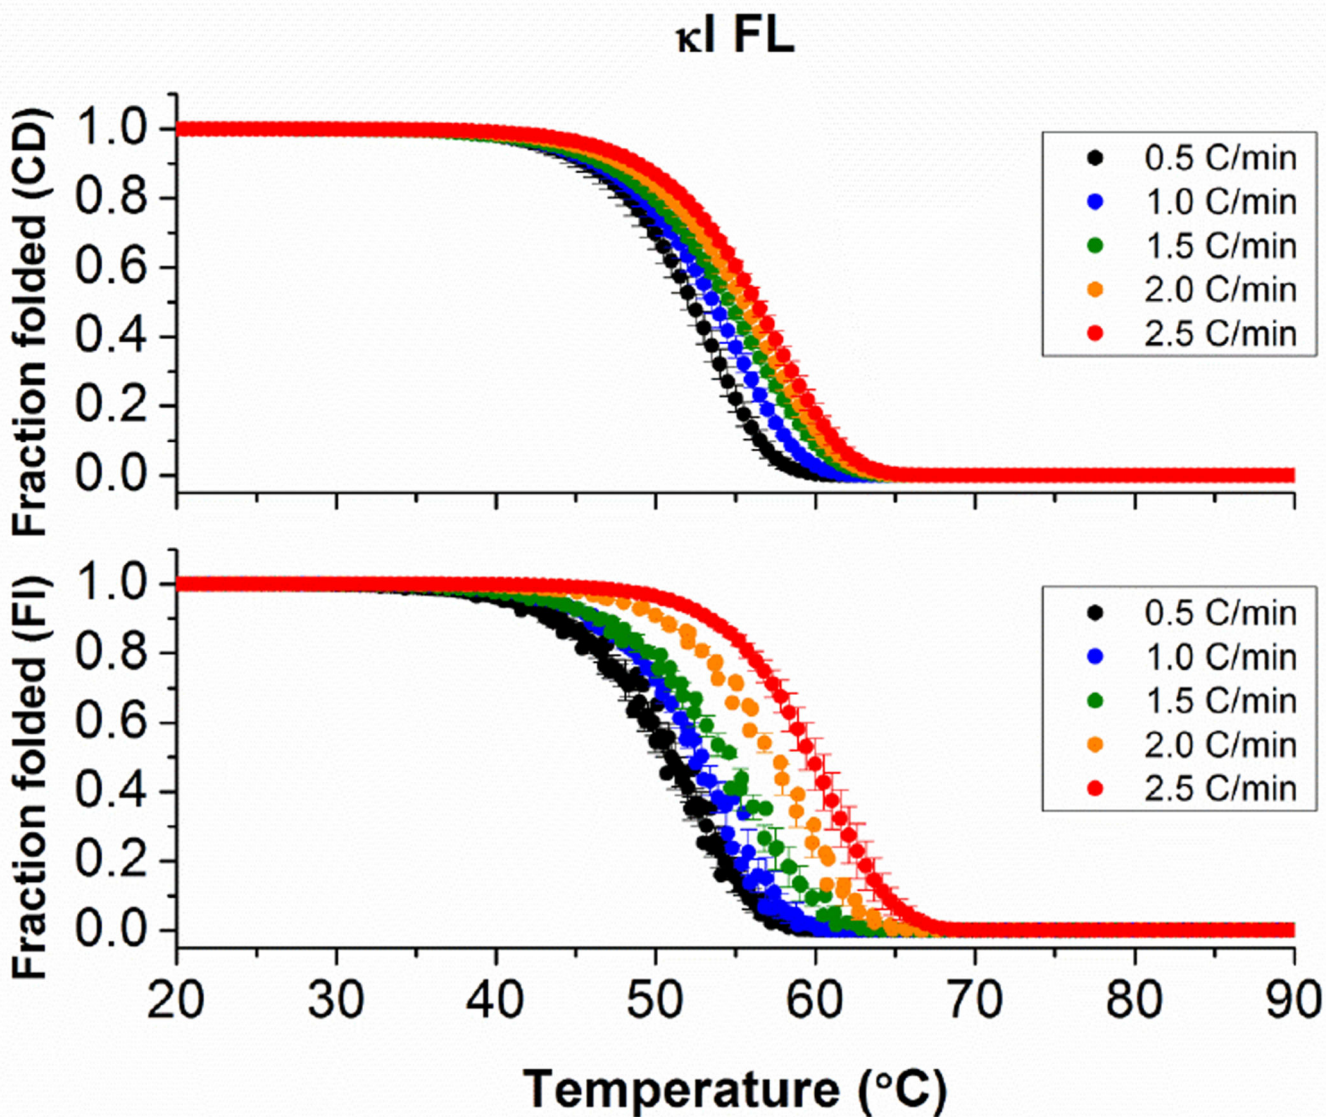 κI FL
Fraction folded (CD)
1.0
0.8
0.6
0.4
0.2
0.0
0.5 C/min
1.0 C/min
1.5 C/min
2.0 C/min
2.5 C/min
Fraction folded (FI)
1.0
0.8
0.6
0.4
0.2
0.0
0.5 C/min
1.0 C/min
1.5 C/min
2.0 C/min
2.5 C/min
20 30 40 50 60 70 80 90
Temperature (°C)